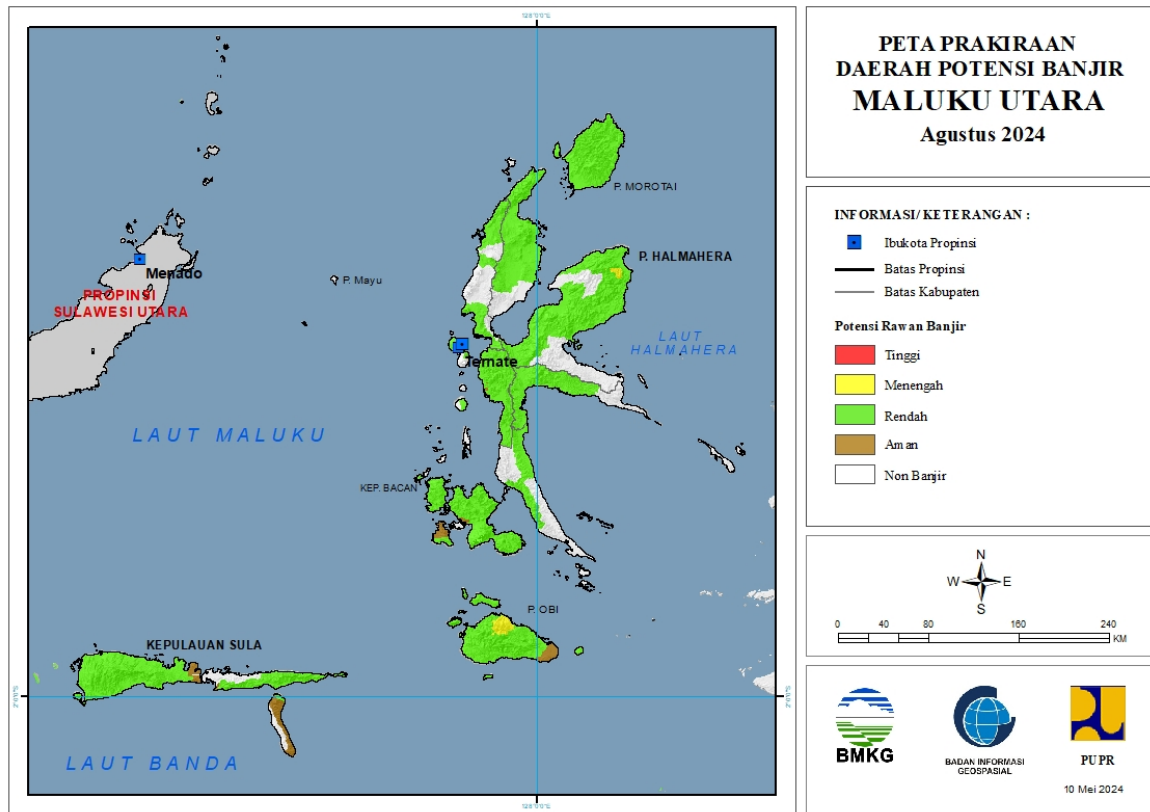 PETA PRAKIRAAN
DAERAH POTENSI BANJIR
MALUKU UTARA
Agustus 2024
INFORMASI/ KETERANGAN :
Ibukota Propinsi
Batas Propinsi
Batas Kabupaten
Potensi Rawan Banjir
Tinggi
Menengah
Rendah
Aman
Non Banjir
N
W E
S
0 40 80 160 240
KM
BMKG
BADAN INFORMASI
GEOSPASIAL
PUPR
10 Mei 2024
P. MOROTAI
P. HALMAHERA
Menado
P. Mayu
PROPINSI
SULAWESI UTARA
LAUT
HALMAHERA
Ternate
LAUT MALUKU
KEP. BACAN
P. OBI
KEPULAUAN SULA
LAUT BANDA